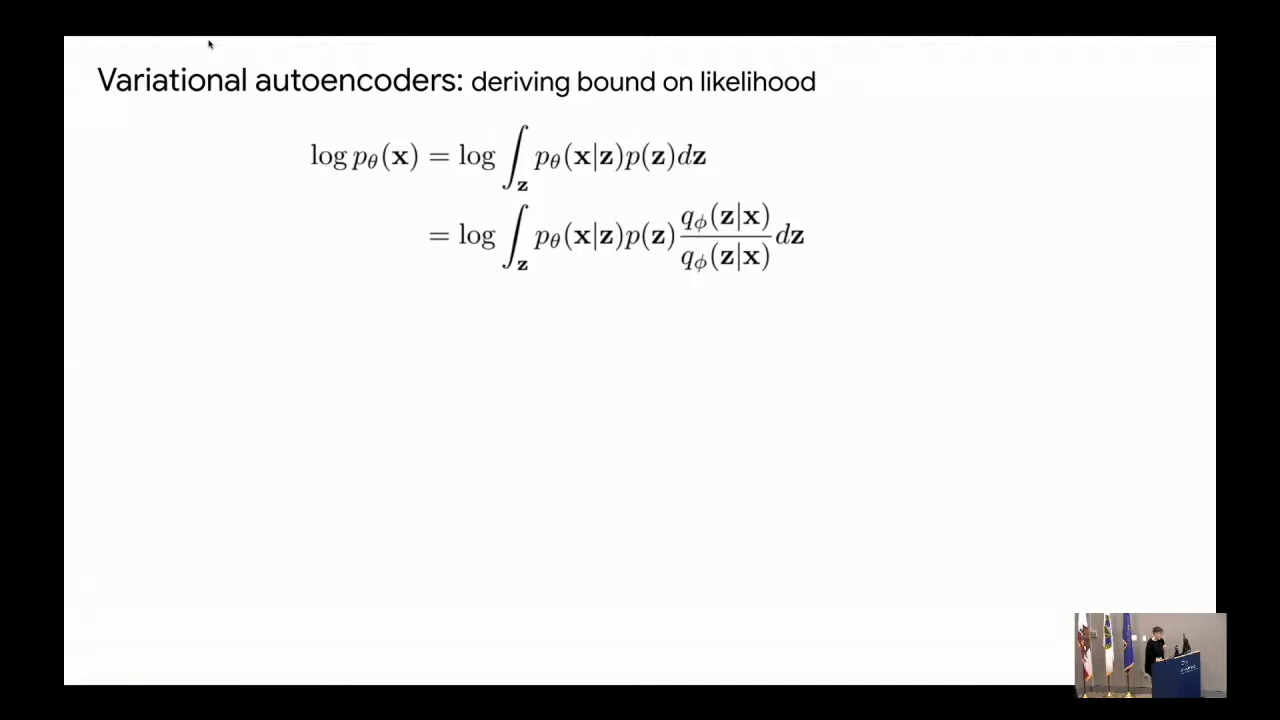 Variational autoencoders: deriving bound on likelihood
log p_θ(x) = log ∫_z p_θ(x|z)p(z)dz
= log ∫_z p_θ(x|z)p(z) q_ϕ(z|x)/q_ϕ(z|x) dz